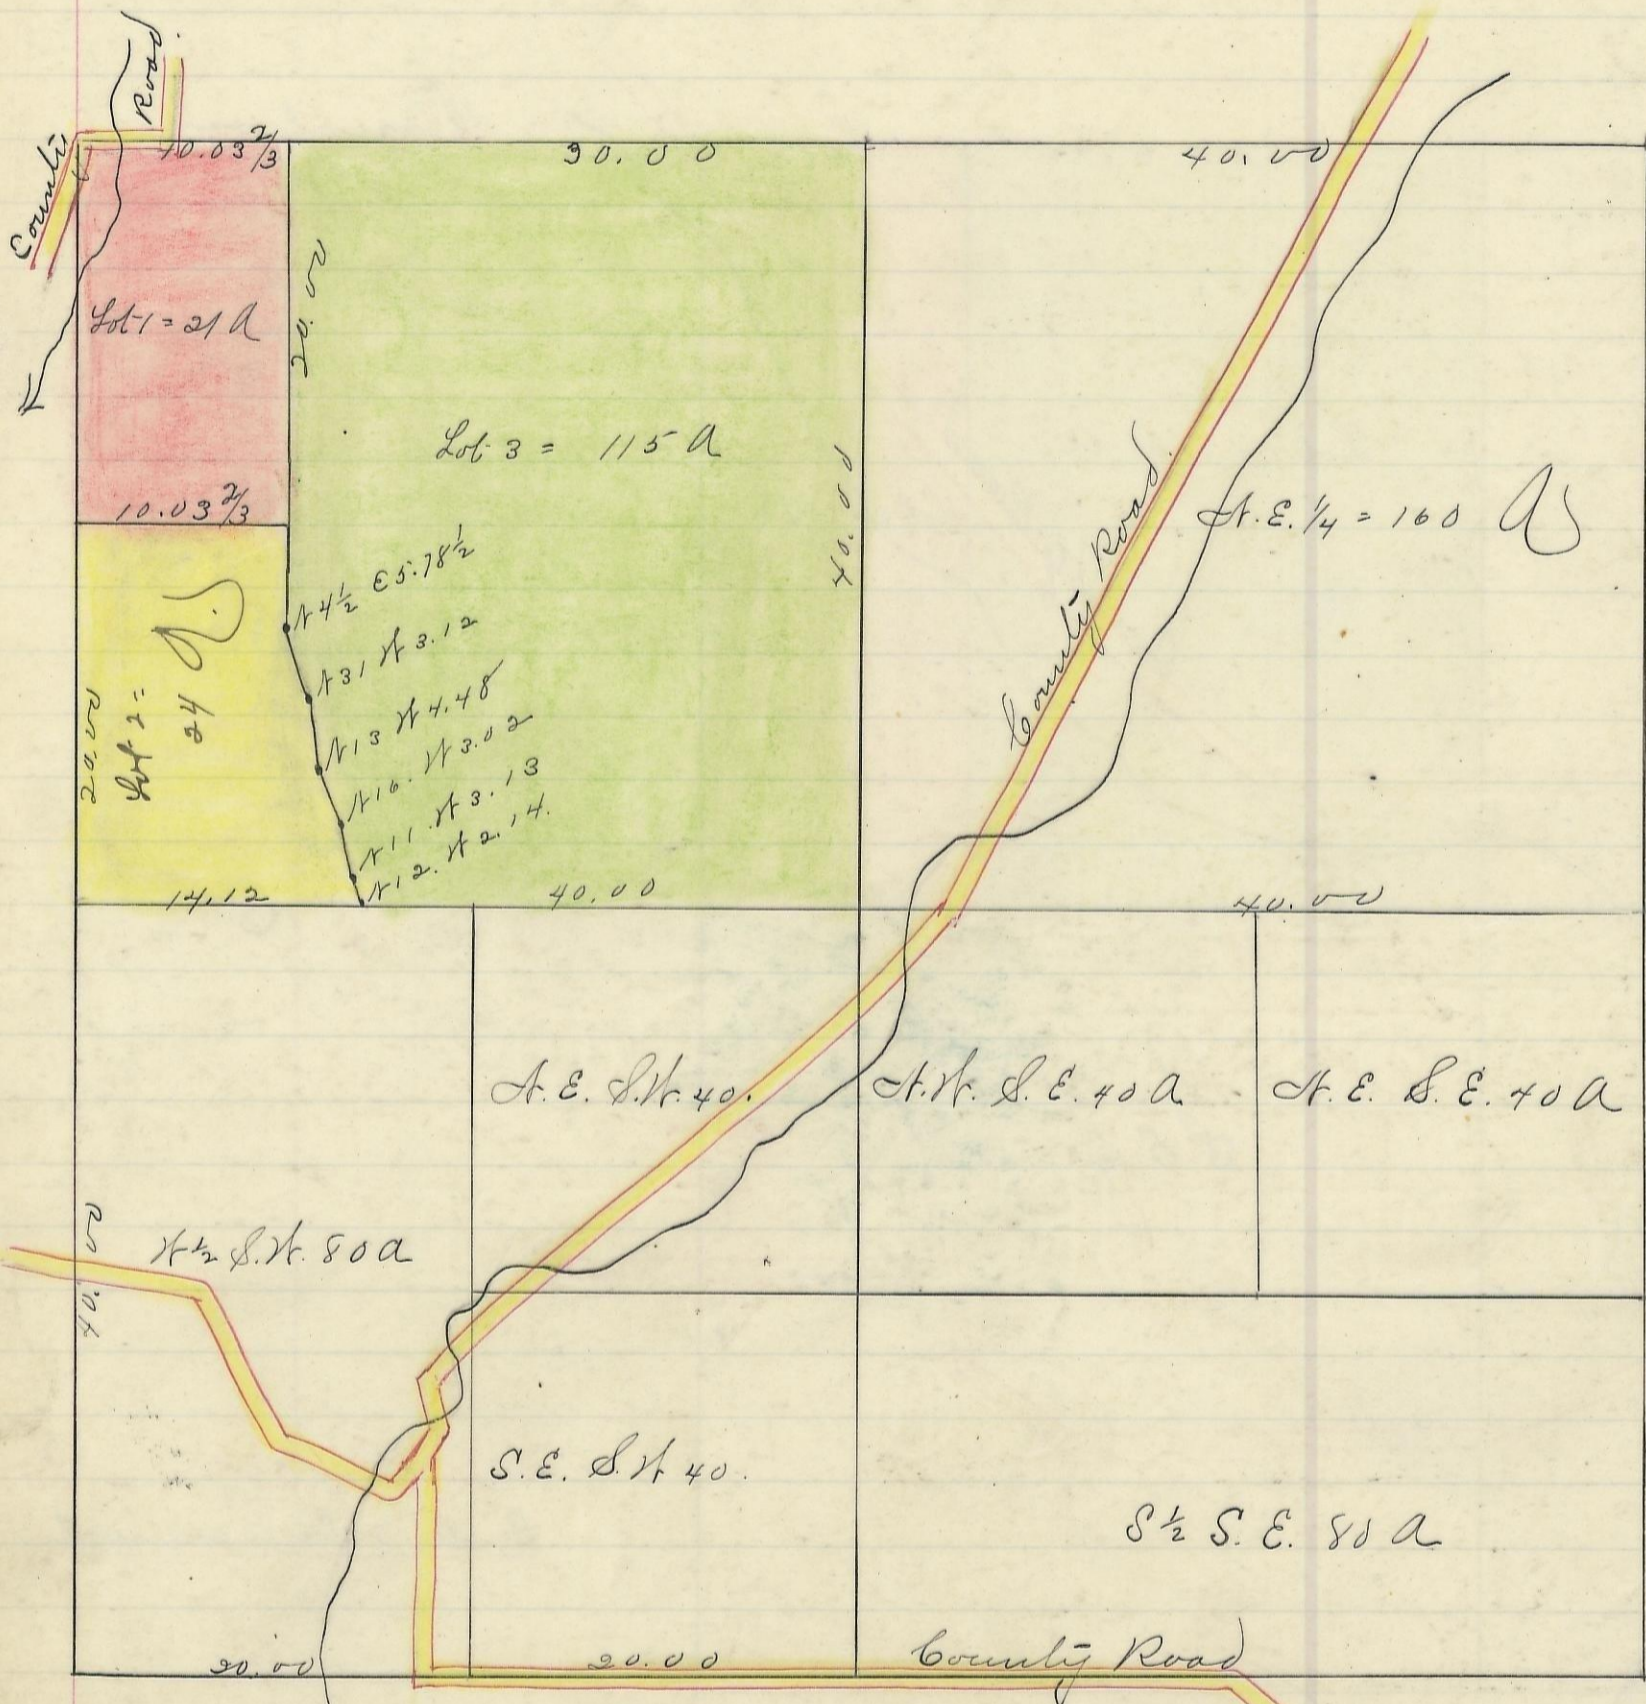 County
Road
10.03 2/3
30.00
40.00
Lot 1 = 21 A
20.00
Lot 3 = 115 A
40.00
10.03 2/3
N.E. 1/4 = 160 A
County Road
N 4 1/2 E 5.78 1/2
N 31 W 3.12
N 13 W 4.48
N 16. W 3.02
N 11. W 3.13
N 12. W 2.14.
20.00
Lot 2 =
24 A.
14.12
40.00
40.00
N.E. S.W. 40.
N.W. S.E. 40 A
N.E. S.E. 40 A
W 1/2 S.W. 80 A
40.00
S.E. S.W 40.
S 1/2 S.E. 80 A
20.00
20.00
County Road